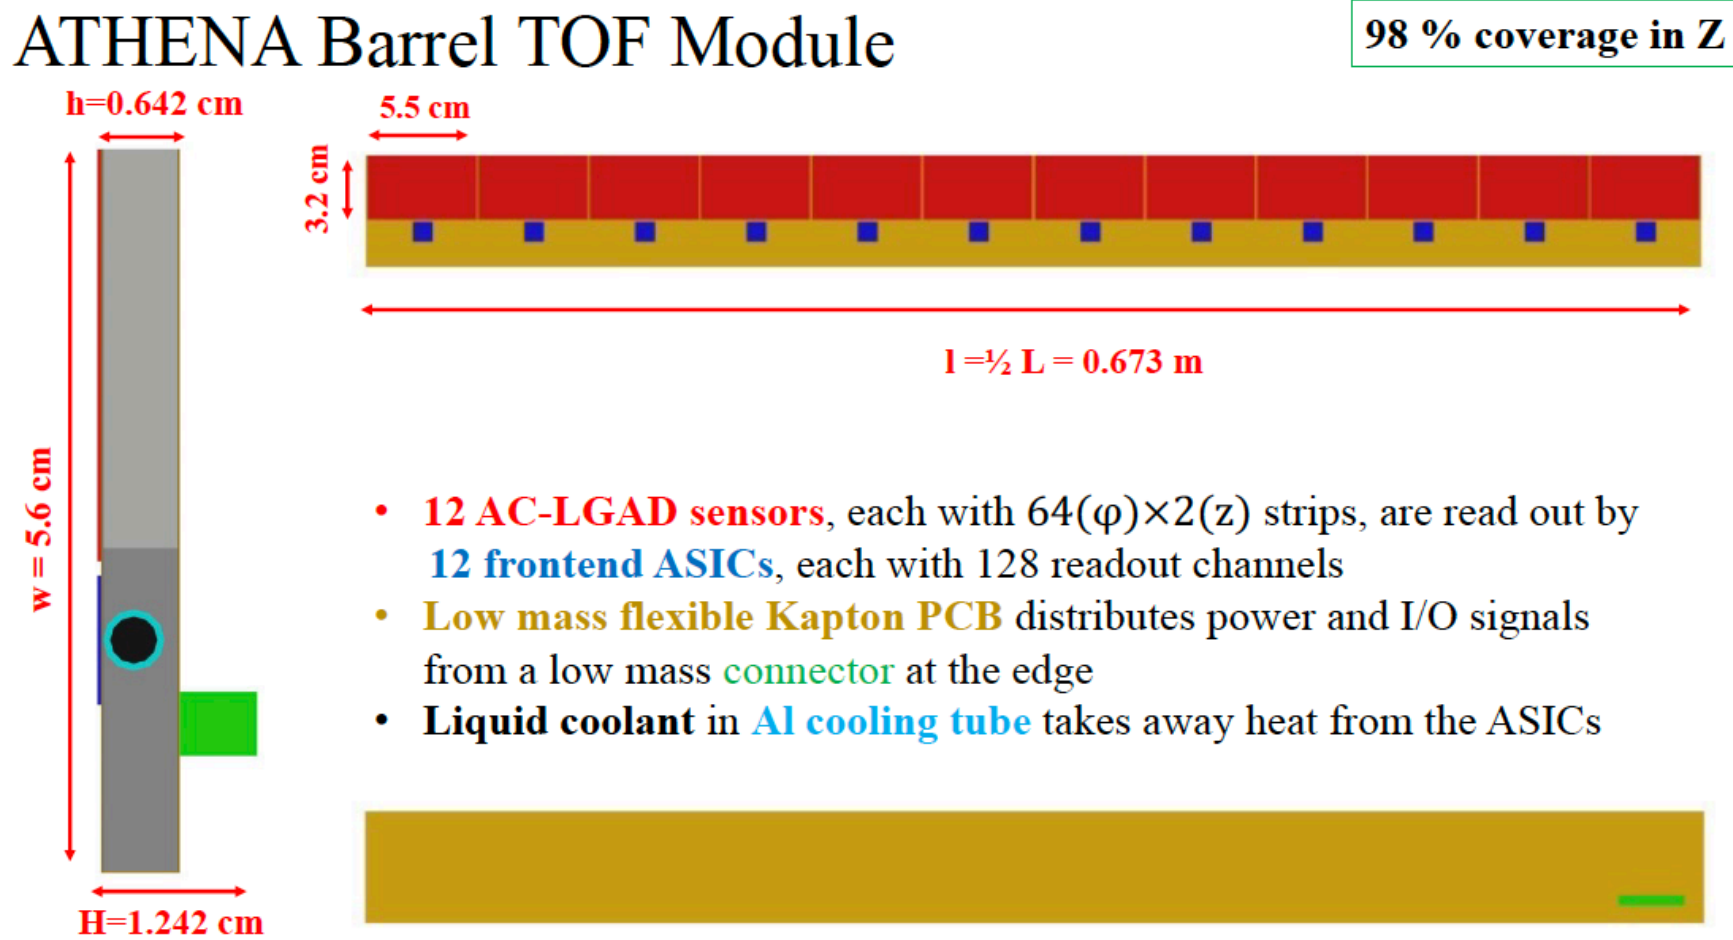 ATHENA Barrel TOF Module
98 % coverage in Z
h=0.642 cm
5.5 cm
3.2 cm
l =½ L = 0.673 m
w = 5.6 cm
• 12 AC-LGAD sensors, each with 64(φ)×2(z) strips, are read out by
12 frontend ASICs, each with 128 readout channels
• Low mass flexible Kapton PCB distributes power and I/O signals
from a low mass connector at the edge
• Liquid coolant in Al cooling tube takes away heat from the ASICs
H=1.242 cm